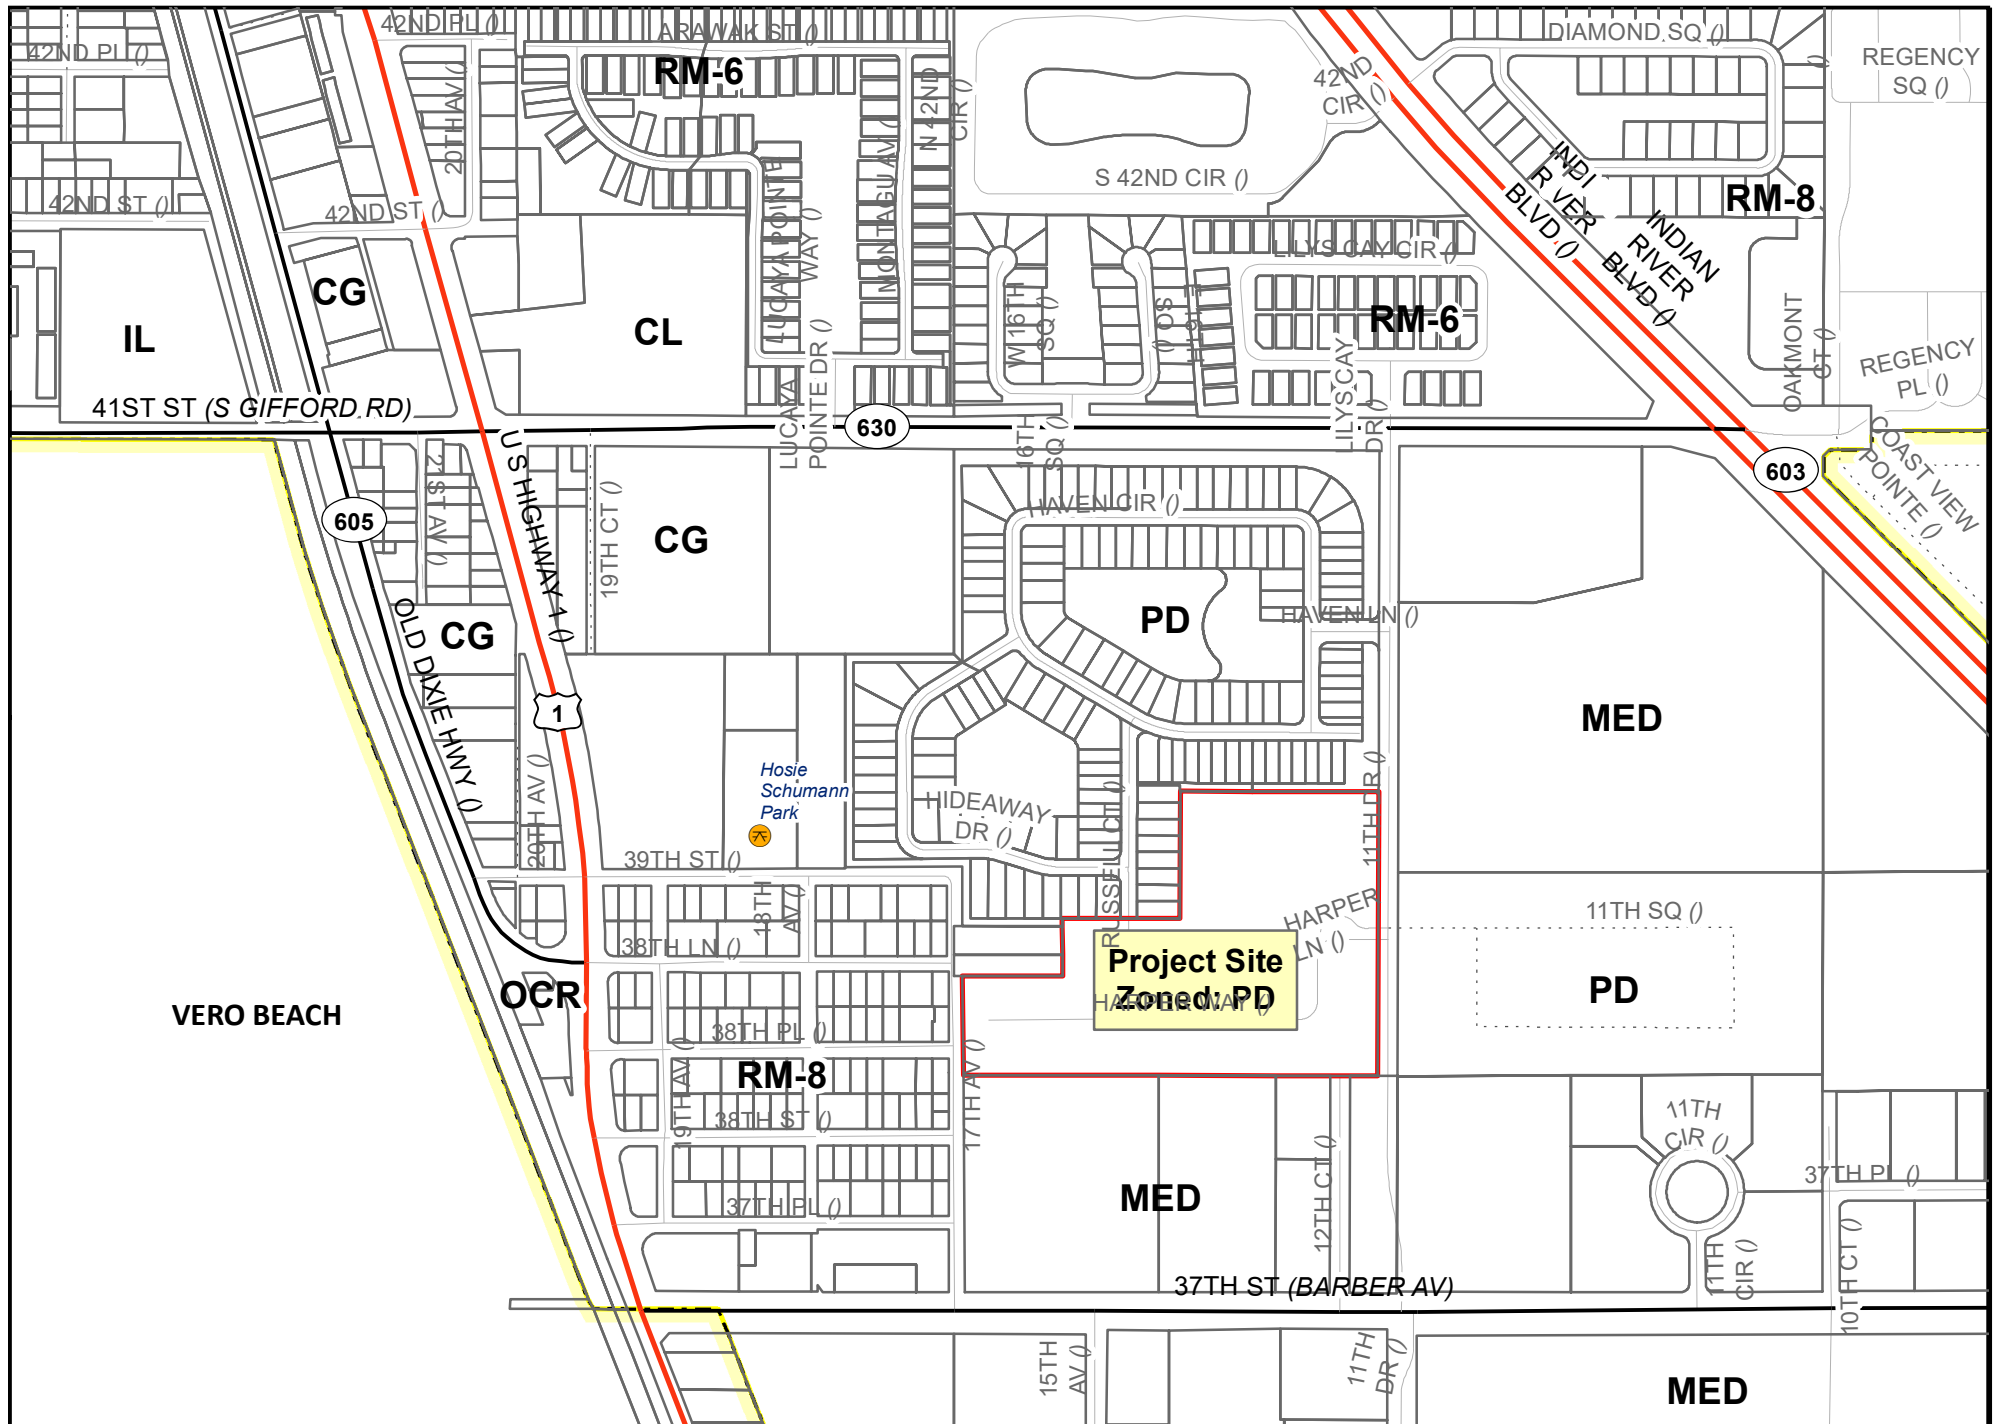 42ND PL ()
42ND PL ()
ARAWAK ST ()
RM-6
20TH AV ()
N 42ND
CIR ()
42ND
CIR ()
DIAMOND SQ ()
()
REGENCY
SQ ()
42ND ST ()
42ND ST ()
S 42ND CIR ()
INDI
R VER
BLVD ()
INDIAN
RIVER
BLVD ()
RM-8
LUCAYA POINTE
WAY ()
MONTAGU AV ()
CG
IL
CL
W 16TH
SQ ()
LILYS CAY CIR ()
RM-6
OAKMONT
CT ()
REGENCY
PL ()
41ST ST (S GIFFORD RD)
LUCAYA
POINTE DR ()
630
16TH
SQ ()
LILYS CAY
DR ()
603
COAST VIEW
POINTE ()
605
21ST AV ()
U S HIGHWAY 1 ()
19TH CT ()
CG
HAVEN CIR ()
CG
OLD DIXIE HWY ()
PD
HAVEN LN ()
1
MED
20TH AV ()
Hosie
Schumann
Park
HIDEAWAY
DR ()
RUSSELL CT ()
11TH DR ()
39TH ST ()
18TH
AV ()
38TH LN ()
HARPER
LN ()
11TH SQ ()
Project Site
Zoned: PD
HARPER WAY ()
PD
VERO BEACH
OCR
38TH PL ()
19TH AV ()
RM-8
38TH ST ()
17TH AV ()
37TH PL ()
MED
12TH CT ()
11TH
CIR ()
37TH PL ()
11TH
CIR ()
10TH CT ()
37TH ST (BARBER AV)
15TH
AV ()
11TH
DR ()
MED